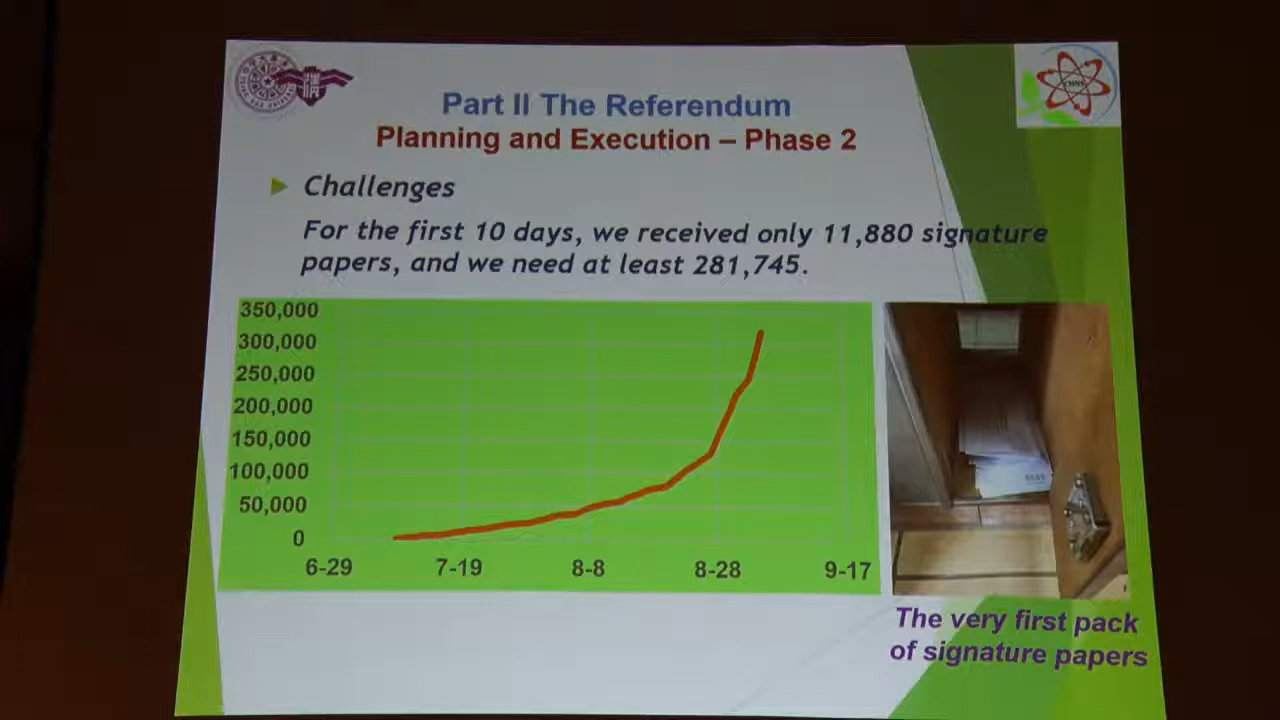 Part II The Referendum
Planning and Execution – Phase 2
Challenges
For the first 10 days, we received only 11,880 signature
papers, and we need at least 281,745.
350,000
300,000
250,000
200,000
150,000
100,000
50,000
0
6-29
7-19
8-8
8-28
9-17
The very first pack
of signature papers